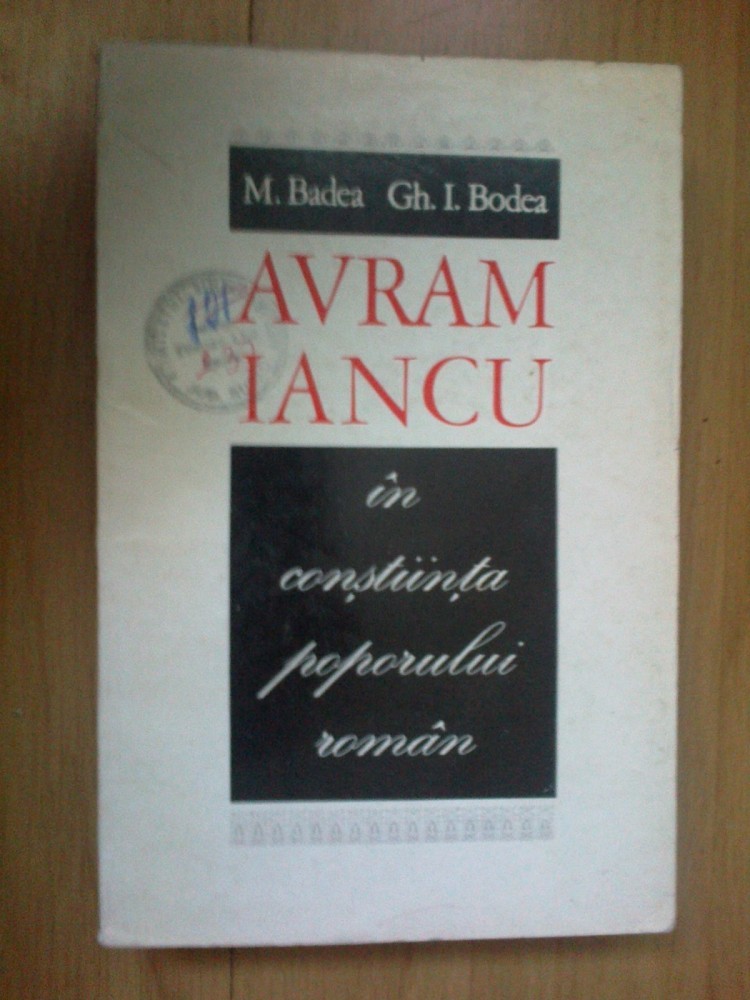 M. Badea Gh. I. Bodea
AVRAM
IANCU
în
conștiința
poporului
român